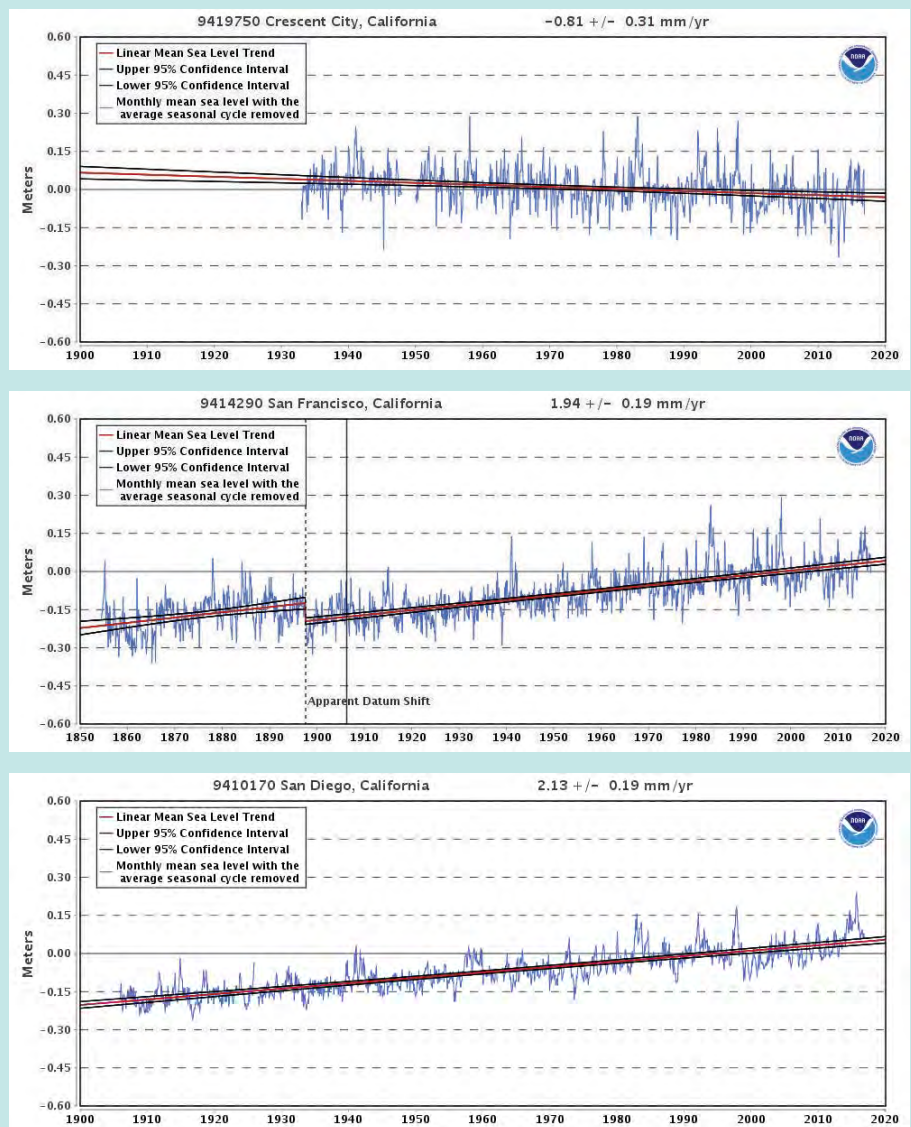 9419750 Crescent City, California −0.81 +/− 0.31 mm/yr
0.60
0.45
0.30
0.15
0.00
−0.15
−0.30
−0.45
−0.60
Meters
Linear Mean Sea Level Trend
Upper 95% Confidence Interval
Lower 95% Confidence Interval
Monthly mean sea level with the
average seasonal cycle removed
NOAA
1900 1910 1920 1930 1940 1950 1960 1970 1980 1990 2000 2010 2020
9414290 San Francisco, California 1.94 +/− 0.19 mm/yr
0.60
0.45
0.30
0.15
0.00
−0.15
−0.30
−0.45
−0.60
Meters
Linear Mean Sea Level Trend
Upper 95% Confidence Interval
Lower 95% Confidence Interval
Monthly mean sea level with the
average seasonal cycle removed
NOAA
Apparent Datum Shift
1850 1860 1870 1880 1890 1900 1910 1920 1930 1940 1950 1960 1970 1980 1990 2000 2010 2020
9410170 San Diego, California 2.13 +/− 0.19 mm/yr
0.60
0.45
0.30
0.15
0.00
−0.15
−0.30
−0.45
−0.60
Meters
Linear Mean Sea Level Trend
Upper 95% Confidence Interval
Lower 95% Confidence Interval
Monthly mean sea level with the
average seasonal cycle removed
NOAA
1900 1910 1920 1930 1940 1950 1960 1970 1980 1990 2000 2010 2020